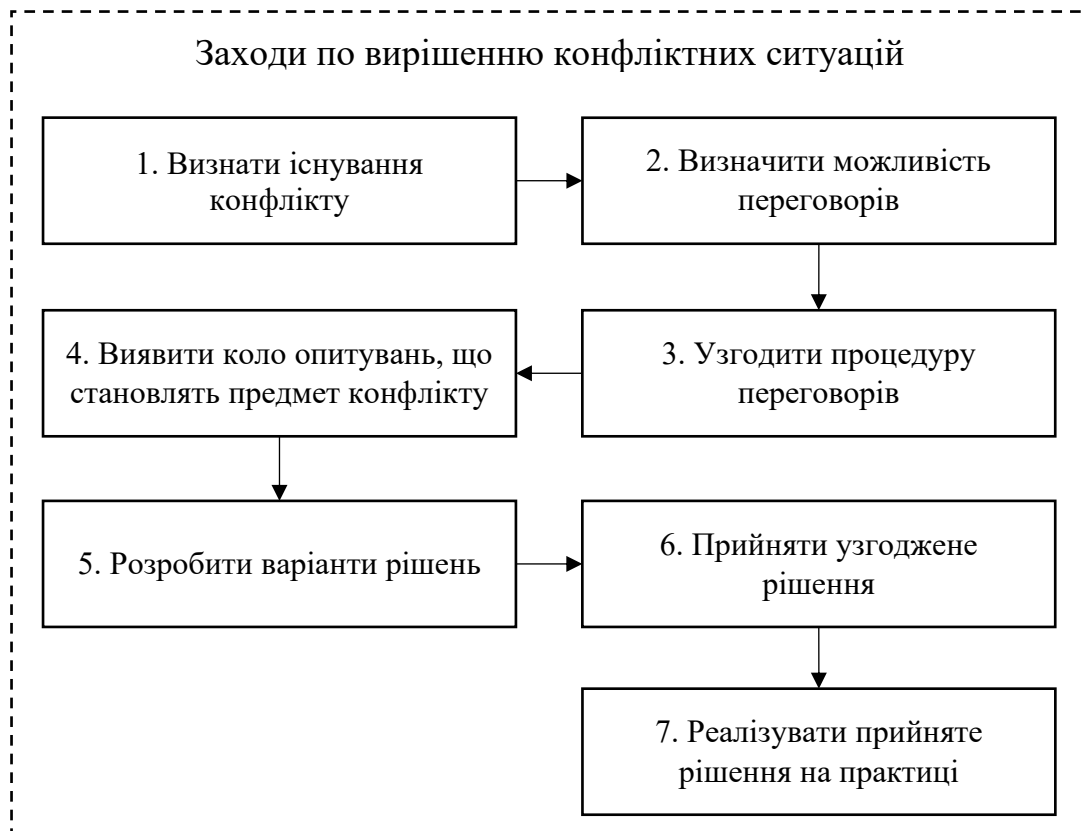 Заходи по вирішенню конфліктних ситуацій
1. Визнати існування
конфлікту
2. Визначити можливість
переговорів
3. Узгодити процедуру
переговорів
4. Виявити коло опитувань, що
становлять предмет конфлікту
5. Розробити варіанти рішень
6. Прийняти узгоджене
рішення
7. Реалізувати прийняте
рішення на практиці